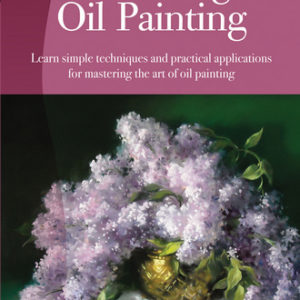 Oil Painting
Learn simple techniques and practical applications
for mastering the art of oil painting